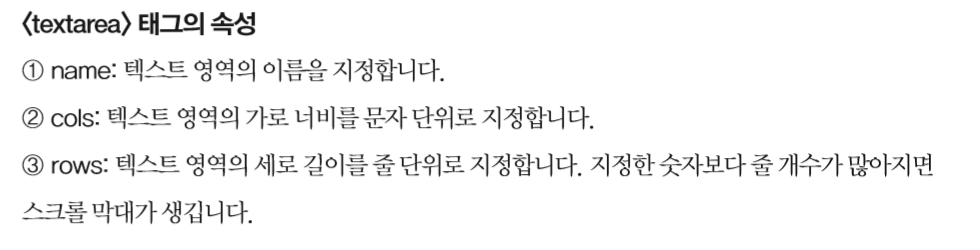 〈textarea〉 태그의 속성
① name: 텍스트 영역의 이름을 지정합니다.
② cols: 텍스트 영역의 가로 너비를 문자 단위로 지정합니다.
③ rows: 텍스트 영역의 세로 길이를 줄 단위로 지정합니다. 지정한 숫자보다 줄 개수가 많아지면
스크롤 막대가 생깁니다.